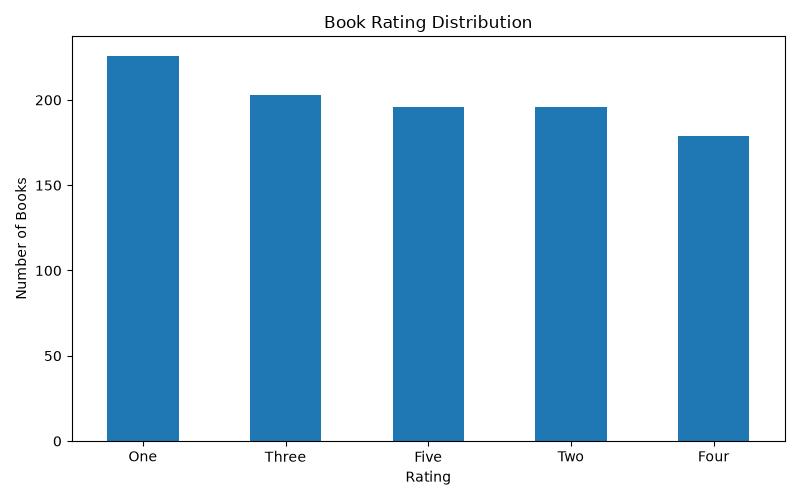 Book Rating Distribution
Number of Books
200
150
100
50
0
One Three Five Two Four
Rating